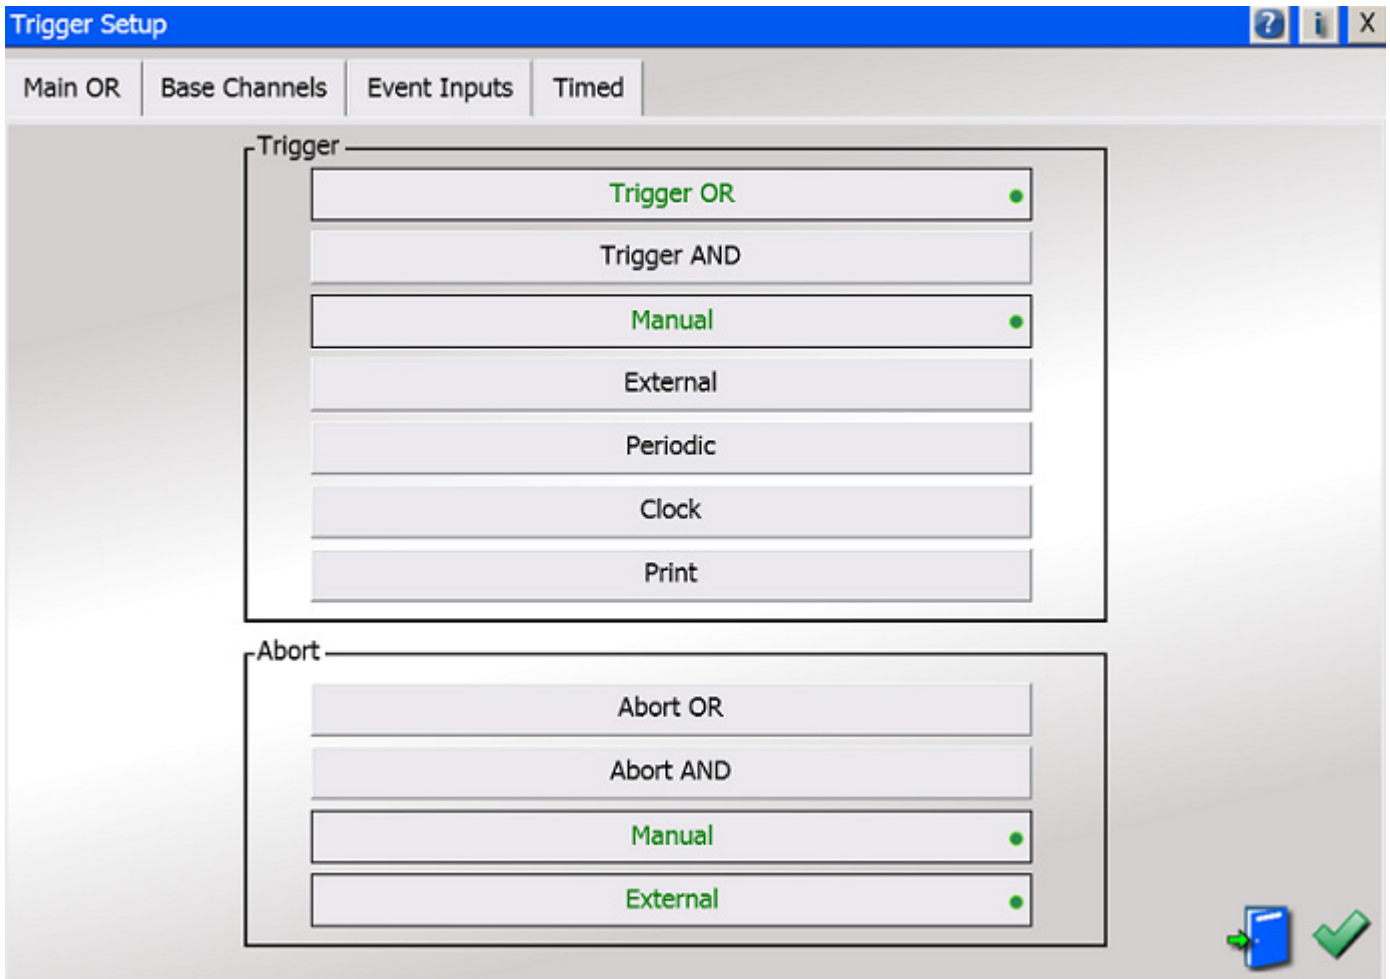 Trigger Setup ? i X
Main OR Base Channels Event Inputs Timed
Trigger
Trigger OR
Trigger AND
Manual
External
Periodic
Clock
Print
Abort
Abort OR
Abort AND
Manual
External